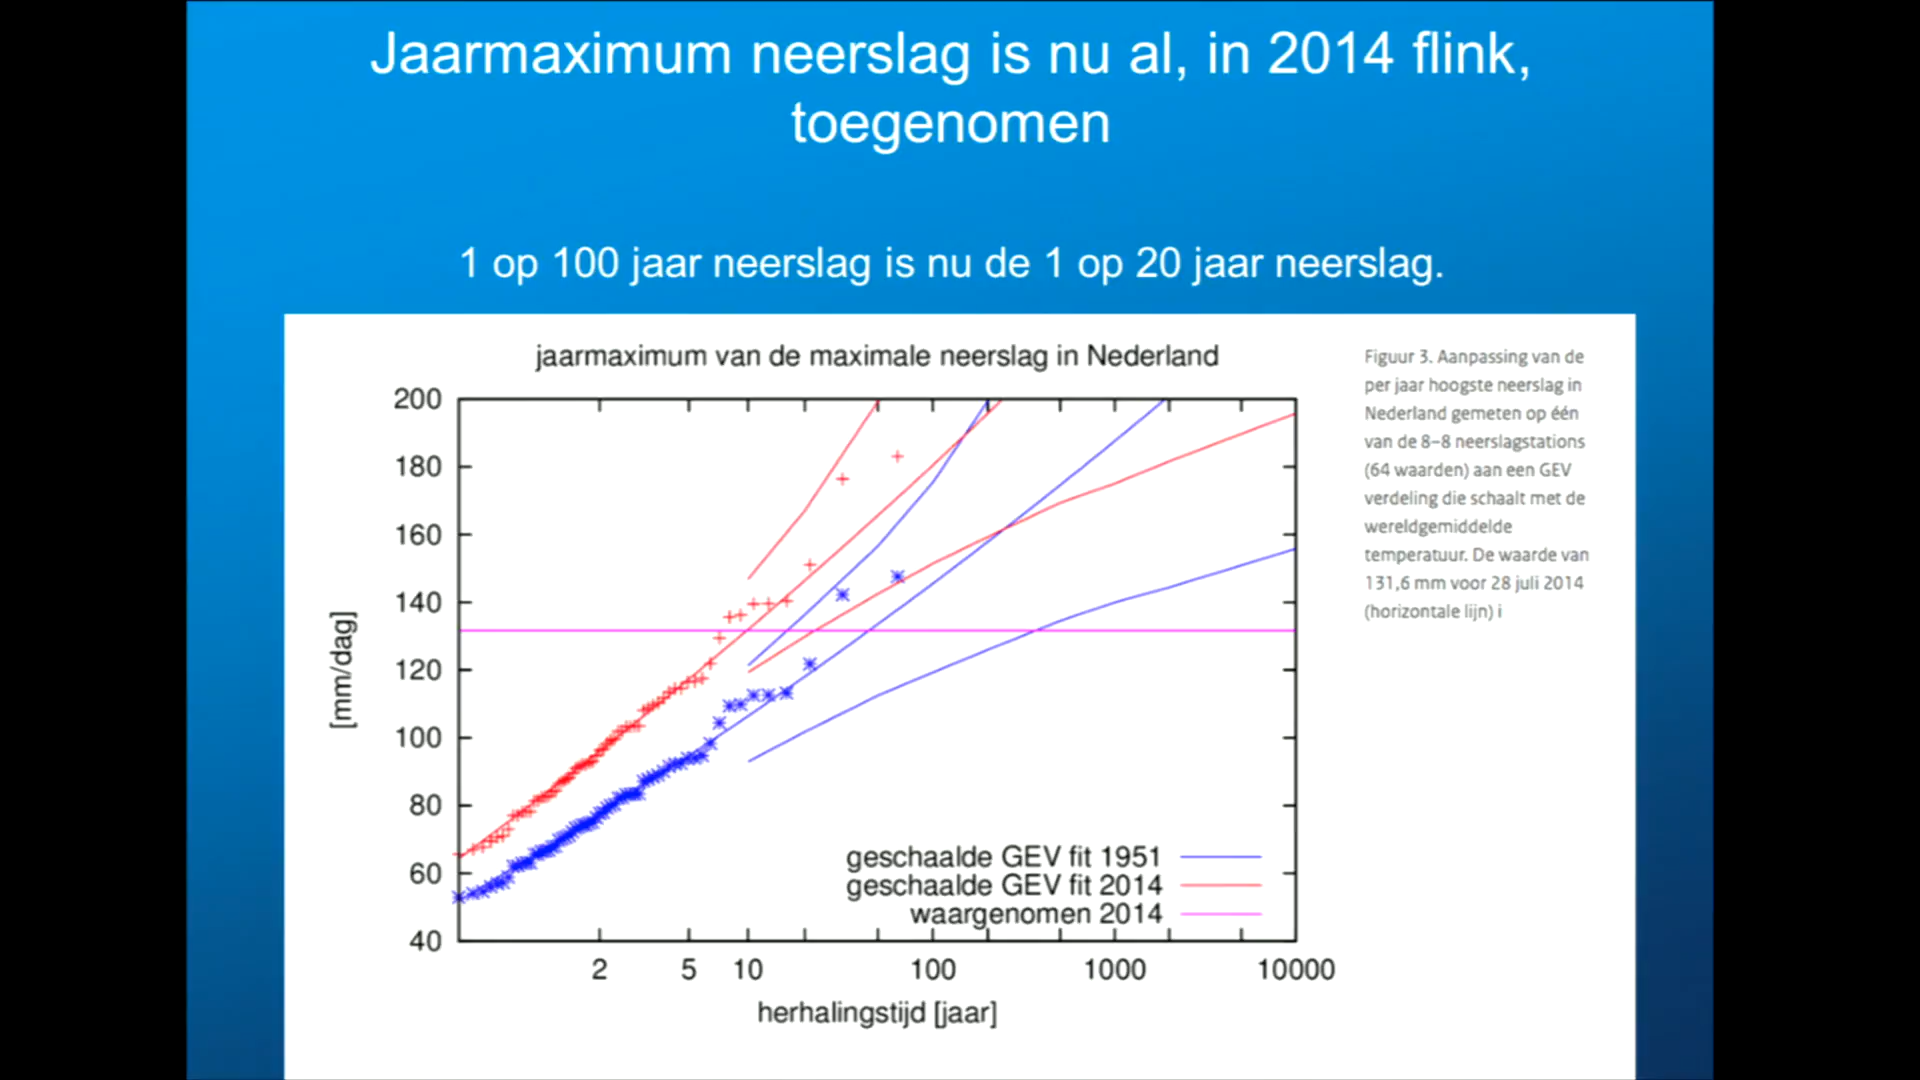 Jaarmaximum neerslag is nu al, in 2014 flink,
toegenomen
1 op 100 jaar neerslag is nu de 1 op 20 jaar neerslag.
jaarmaximum van de maximale neerslag in Nederland
200
180
160
140
120
100
80
60
40
[mm/dag]
geschaalde GEV fit 1951
geschaalde GEV fit 2014
waargenomen 2014
2 5 10 100 1000 10000
herhalingstijd [jaar]
Figuur 3. Aanpassing van de
per jaar hoogste neerslag in
Nederland gemeten op één
van de 8–8 neerslagstations
(64 waarden) aan een GEV
verdeling die schaalt met de
wereldgemiddelde
temperatuur. De waarde van
131,6 mm voor 28 juli 2014
(horizontale lijn) i